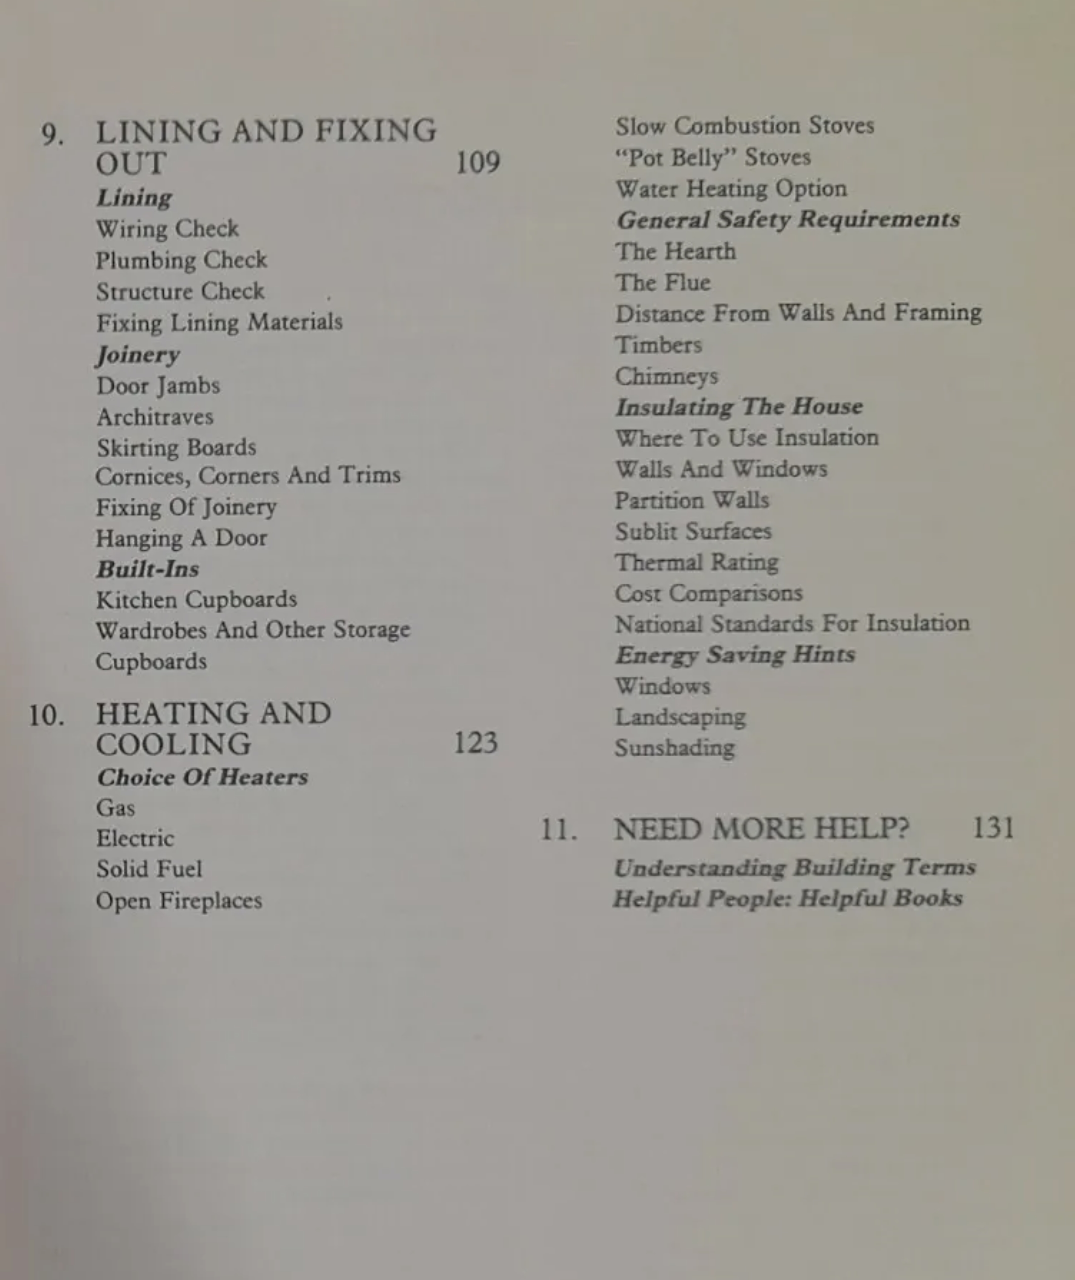 9. LINING AND FIXING
OUT 109
Lining
Wiring Check
Plumbing Check
Structure Check
Fixing Lining Materials
Joinery
Door Jambs
Architraves
Skirting Boards
Cornices, Corners And Trims
Fixing Of Joinery
Hanging A Door
Built-Ins
Kitchen Cupboards
Wardrobes And Other Storage
Cupboards
10. HEATING AND
COOLING 123
Choice Of Heaters
Gas
Electric
Solid Fuel
Open Fireplaces
Slow Combustion Stoves
“Pot Belly” Stoves
Water Heating Option
General Safety Requirements
The Hearth
The Flue
Distance From Walls And Framing
Timbers
Chimneys
Insulating The House
Where To Use Insulation
Walls And Windows
Partition Walls
Sublit Surfaces
Thermal Rating
Cost Comparisons
National Standards For Insulation
Energy Saving Hints
Windows
Landscaping
Sunshading
11. NEED MORE HELP? 131
Understanding Building Terms
Helpful People: Helpful Books